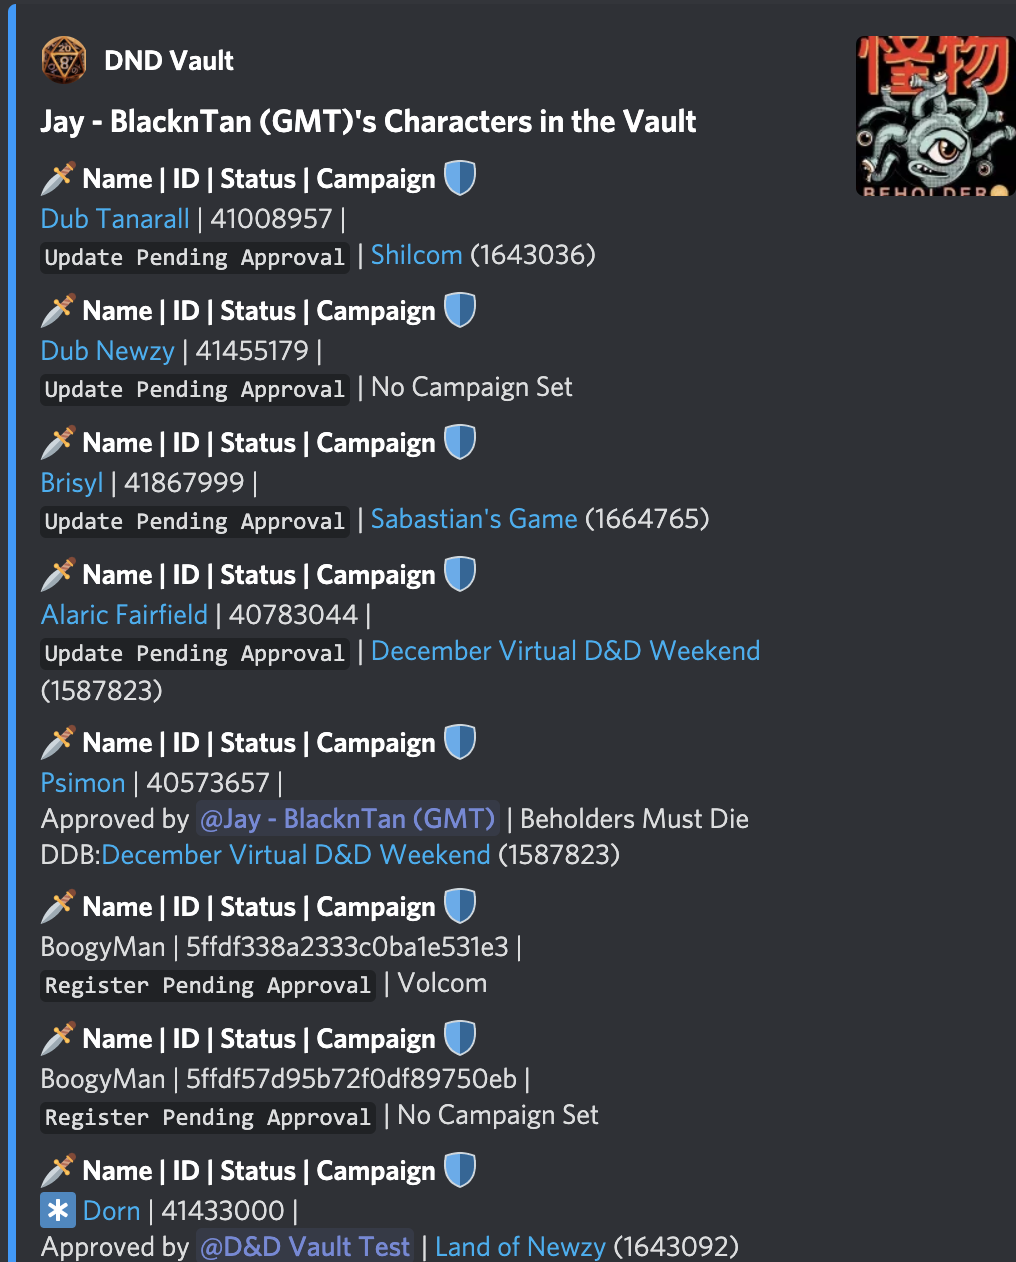 DND Vault
怪物
BEHOLDER
Jay - BlacknTan (GMT)'s Characters in the Vault
Name | ID | Status | Campaign
Dub Tanarall | 41008957 |
Update Pending Approval | Shilcom (1643036)
Name | ID | Status | Campaign
Dub Newzy | 41455179 |
Update Pending Approval | No Campaign Set
Name | ID | Status | Campaign
Brisyl | 41867999 |
Update Pending Approval | Sabastian's Game (1664765)
Name | ID | Status | Campaign
Alaric Fairfield | 40783044 |
Update Pending Approval | December Virtual D&D Weekend
(1587823)
Name | ID | Status | Campaign
Psimon | 40573657 |
Approved by @Jay - BlacknTan (GMT) | Beholders Must Die
DDB:December Virtual D&D Weekend (1587823)
Name | ID | Status | Campaign
BoogyMan | 5ffdf338a2333c0ba1e531e3 |
Register Pending Approval | Volcom
Name | ID | Status | Campaign
BoogyMan | 5ffdf57d95b72f0df89750eb |
Register Pending Approval | No Campaign Set
Name | ID | Status | Campaign
Dorn | 41433000 |
Approved by @D&D Vault Test | Land of Newzy (1643092)